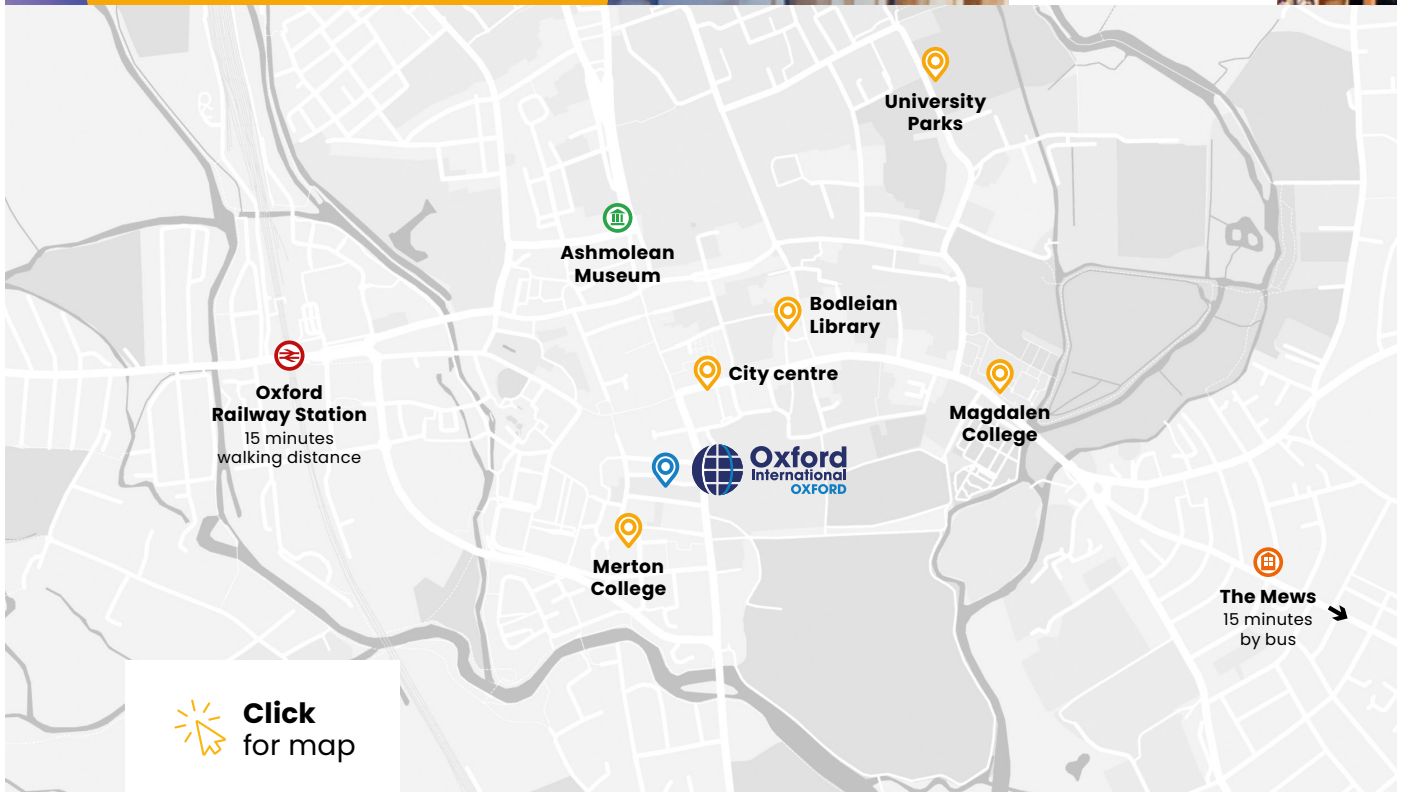 University
Parks
Ashmolean
Museum
Bodleian
Library
City centre
Oxford
Railway Station
15 minutes
walking distance
Magdalen
College
Oxford
International
OXFORD
Merton
College
The Mews
15 minutes
by bus
Click
for map